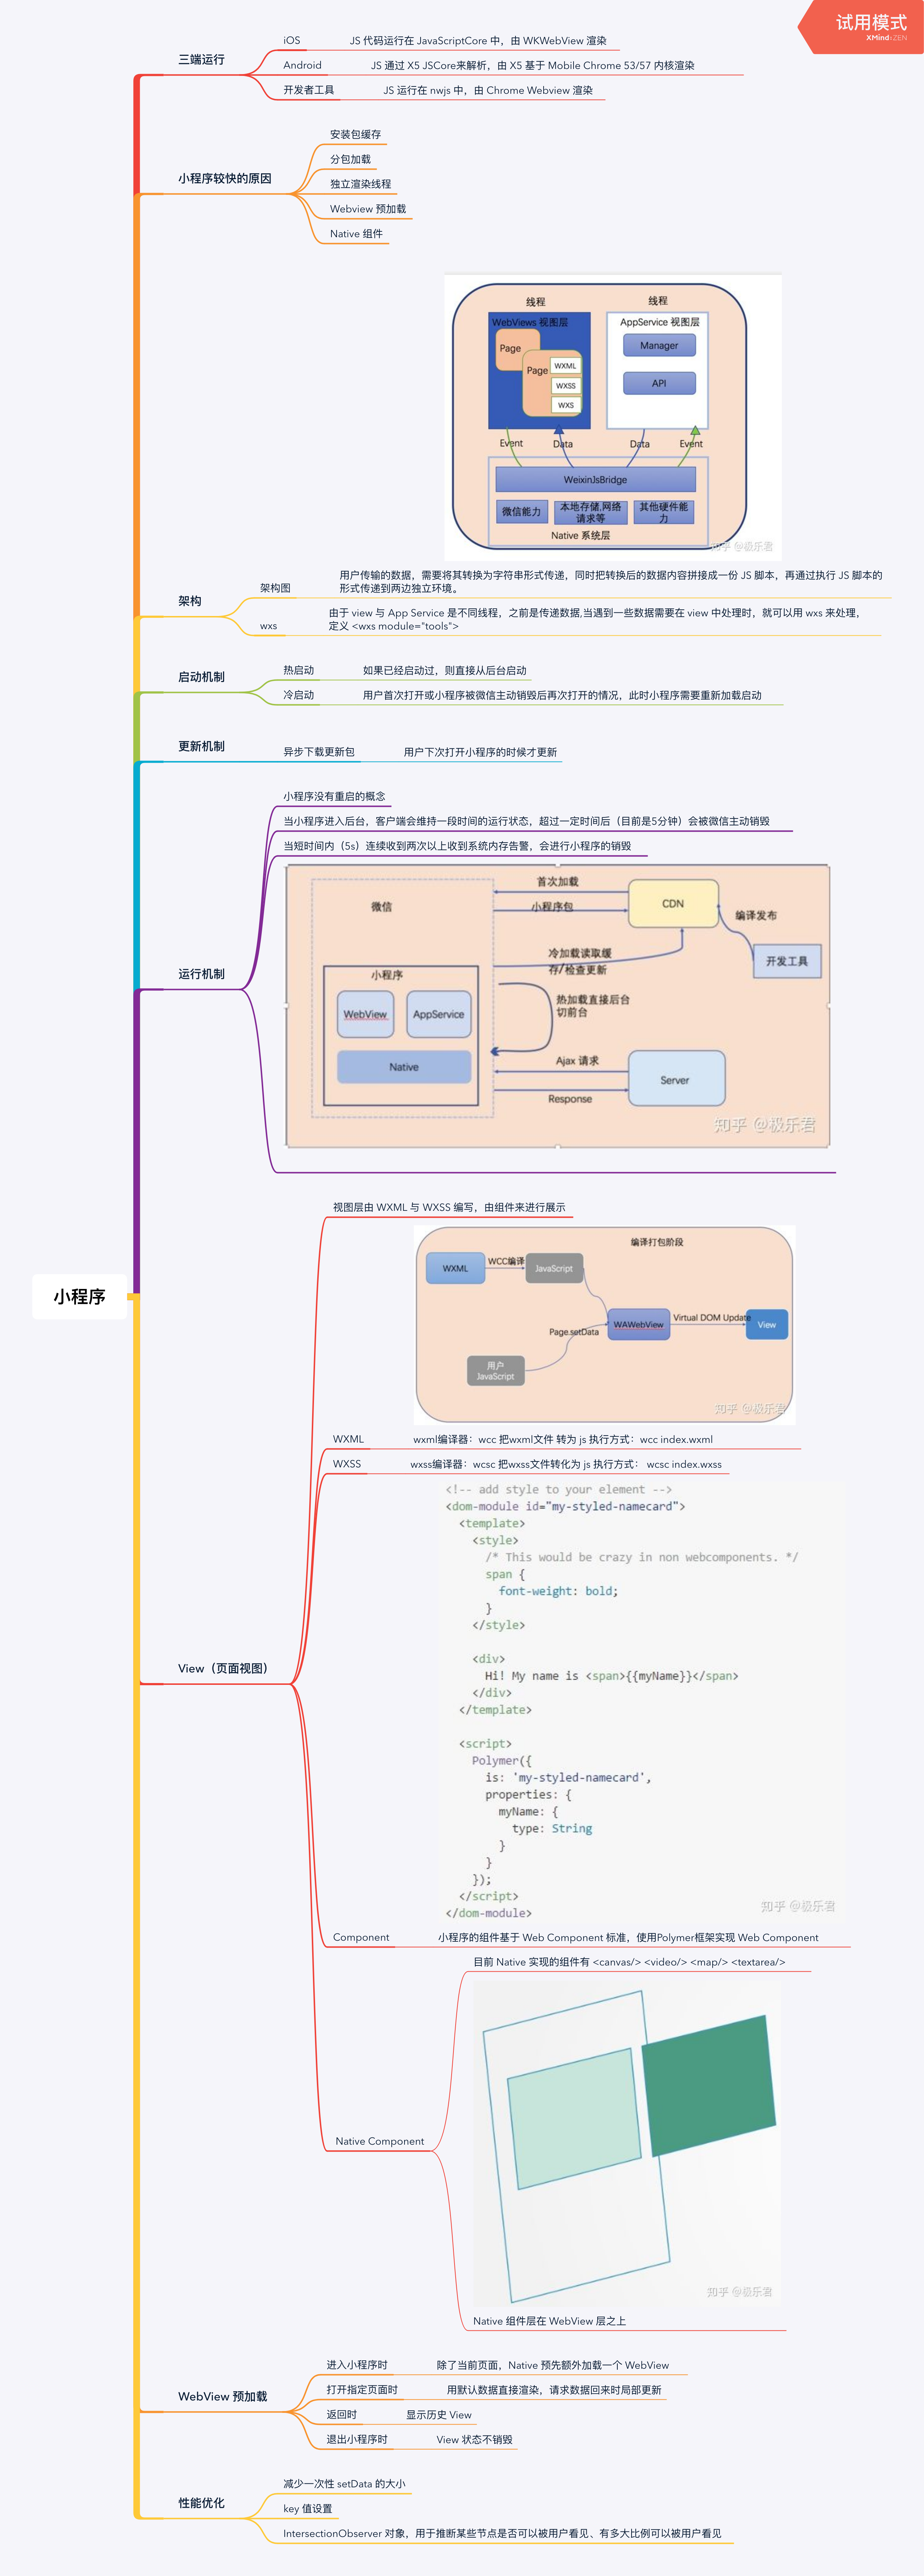 试用模式
XMind:ZEN
三端运行
iOS
JS 代码运行在 JavaScriptCore 中，由 WKWebView 渲染
Android
JS 通过 X5 JSCore来解析，由 X5 基于 Mobile Chrome 53/57 内核渲染
开发者工具
JS 运行在 nwjs 中，由 Chrome Webview 渲染
小程序较快的原因
安装包缓存
分包加载
独立渲染线程
Webview 预加载
Native 组件
线程
线程
WebViews 视图层
AppService 视图层
Page
Page
WXML
WXSS
WXS
Manager
API
Event
Data
Data
Event
WeixinJsBridge
微信能力
本地存储,网络
请求等
其他硬件能
力
Native 系统层
知乎 @极乐君
架构
架构图
用户传输的数据，需要将其转换为字符串形式传递，同时把转换后的数据内容拼接成一份 JS 脚本，再通过执行 JS 脚本的
形式传递到两边独立环境。
wxs
由于 view 与 App Service 是不同线程，之前是传递数据,当遇到一些数据需要在 view 中处理时，就可以用 wxs 来处理，
定义 <wxs module="tools">
启动机制
热启动
如果已经启动过，则直接从后台启动
冷启动
用户首次打开或小程序被微信主动销毁后再次打开的情况，此时小程序需要重新加载启动
更新机制
异步下载更新包
用户下次打开小程序的时候才更新
运行机制
小程序没有重启的概念
当小程序进入后台，客户端会维持一段时间的运行状态，超过一定时间后（目前是5分钟）会被微信主动销毁
当短时间内（5s）连续收到两次以上收到系统内存告警，会进行小程序的销毁
微信
首次加载
小程序包
CDN
编译发布
开发工具
冷加载读取缓
存/检查更新
小程序
WebView
AppService
Native
热加载直接后台
切前台
Ajax 请求
Response
Server
知乎 @极乐君
小程序
View（页面视图）
视图层由 WXML 与 WXSS 编写，由组件来进行展示
编译打包阶段
WXML
WCC编译
JavaScript
WAWebView
Virtual DOM Update
View
Page.setData
用户
JavaScript
知乎 @极乐君
WXML
wxml编译器：wcc 把wxml文件 转为 js 执行方式：wcc index.wxml
WXSS
wxss编译器：wcsc 把wxss文件转化为 js 执行方式： wcsc index.wxss
<!-- add style to your element -->
<dom-module id="my-styled-namecard">
<template>
<style>
/* This would be crazy in non webcomponents. */
span {
font-weight: bold;
}
</style>
<div>
Hi! My name is <span>{{myName}}</span>
</div>
</template>
<script>
Polymer({
is: 'my-styled-namecard',
properties: {
myName: {
type: String
}
}
});
</script>
</dom-module>
知乎 @极乐君
Component
小程序的组件基于 Web Component 标准，使用Polymer框架实现 Web Component
Native Component
目前 Native 实现的组件有 <canvas/> <video/> <map/> <textarea/>
知乎 @极乐君
Native 组件层在 WebView 层之上
WebView 预加载
进入小程序时
除了当前页面，Native 预先额外加载一个 WebView
打开指定页面时
用默认数据直接渲染，请求数据回来时局部更新
返回时
显示历史 View
退出小程序时
View 状态不销毁
性能优化
减少一次性 setData 的大小
key 值设置
IntersectionObserver 对象，用于推断某些节点是否可以被用户看见、有多大比例可以被用户看见